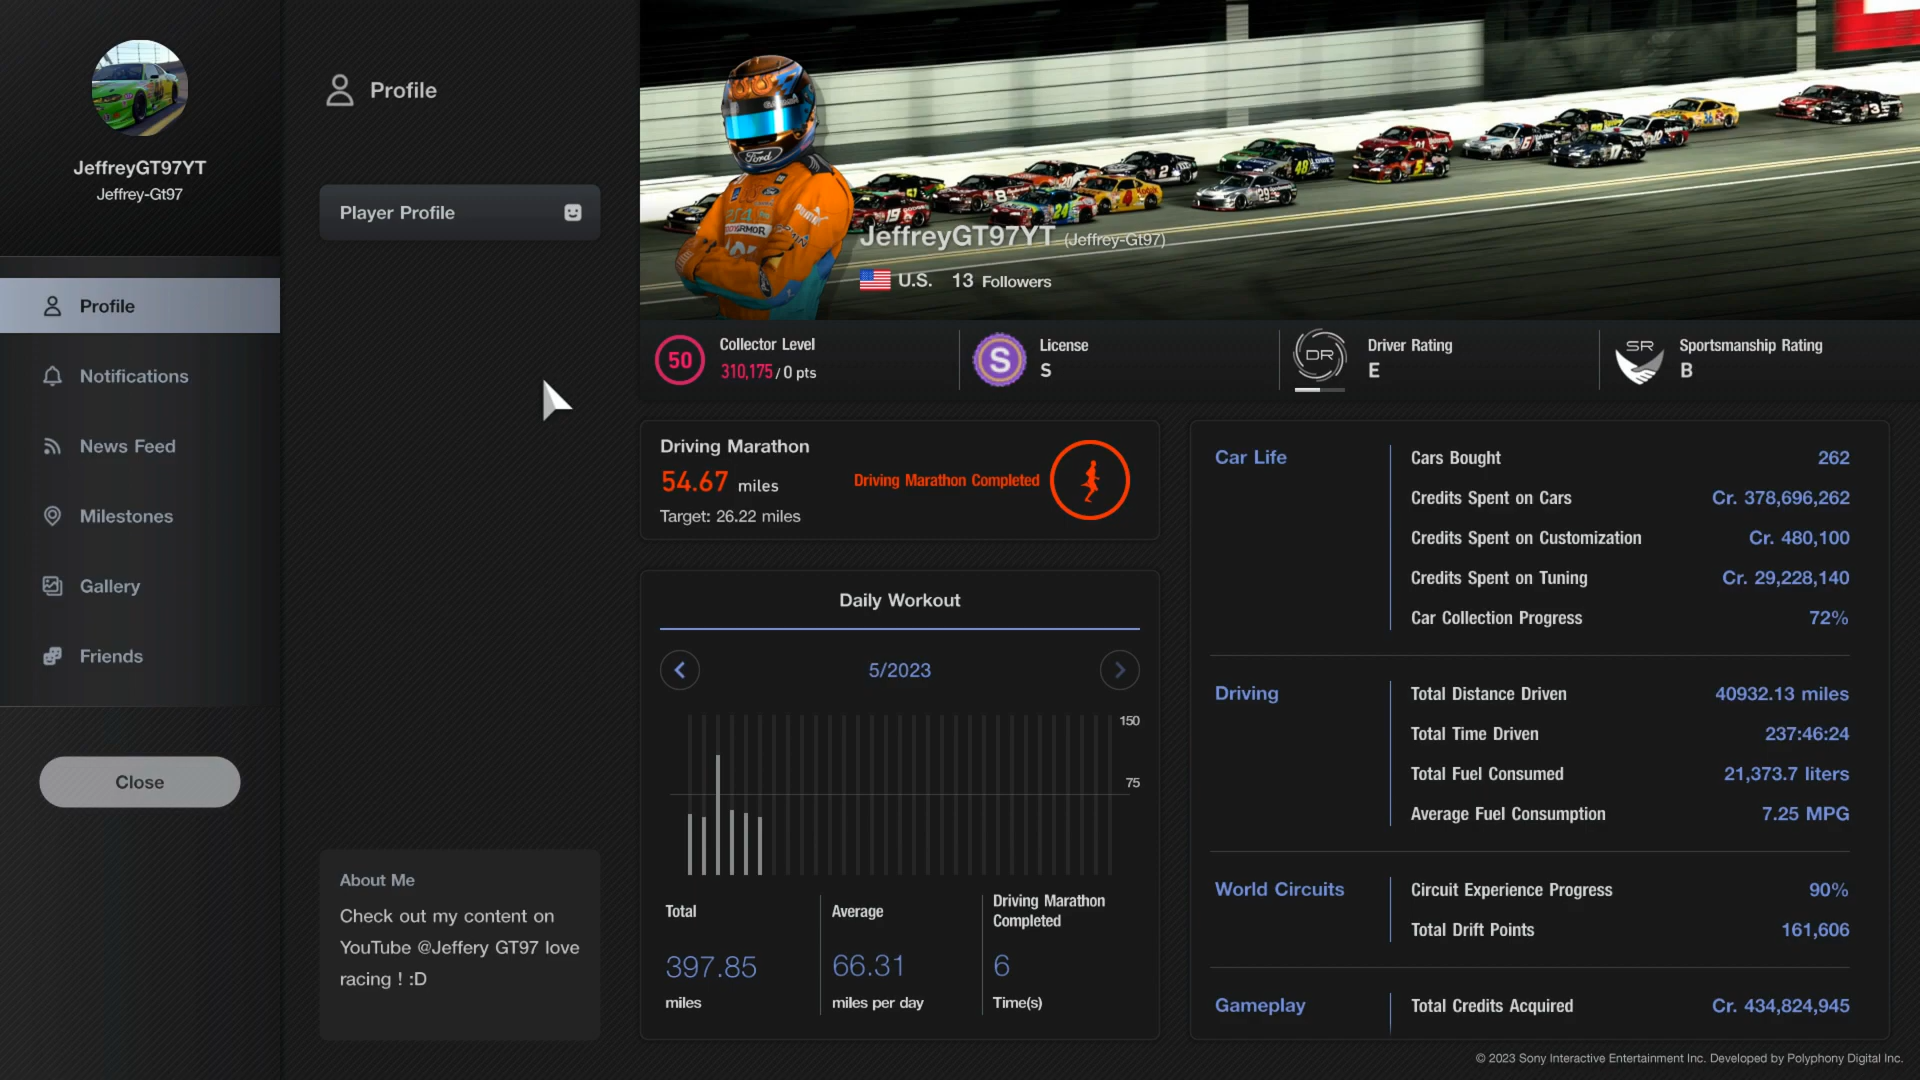 JeffreyGT97YT
Jeffrey-Gt97
Profile
Notifications
News Feed
Milestones
Gallery
Friends
Close
Profile
Player Profile
About Me
Check out my content on
YouTube @Jeffery GT97 love
racing ! :D
Ford
JeffreyGT97YT (Jeffrey-Gt97)
U.S. 13 Followers
50
Collector Level
310,175 / 0 pts
S
License
S
DR
Driver Rating
E
SR
Sportsmanship Rating
B
Driving Marathon
54.67 miles
Target: 26.22 miles
Driving Marathon Completed
Daily Workout
5/2023
150
75
Total
397.85
miles
Average
66.31
miles per day
Driving Marathon
Completed
6
Time(s)
Car Life
Cars Bought 262
Credits Spent on Cars Cr. 378,696,262
Credits Spent on Customization Cr. 480,100
Credits Spent on Tuning Cr. 29,228,140
Car Collection Progress 72%
Driving
Total Distance Driven 40932.13 miles
Total Time Driven 237:46:24
Total Fuel Consumed 21,373.7 liters
Average Fuel Consumption 7.25 MPG
World Circuits
Circuit Experience Progress 90%
Total Drift Points 161,606
Gameplay
Total Credits Acquired Cr. 434,824,945
© 2023 Sony Interactive Entertainment Inc. Developed by Polyphony Digital Inc.